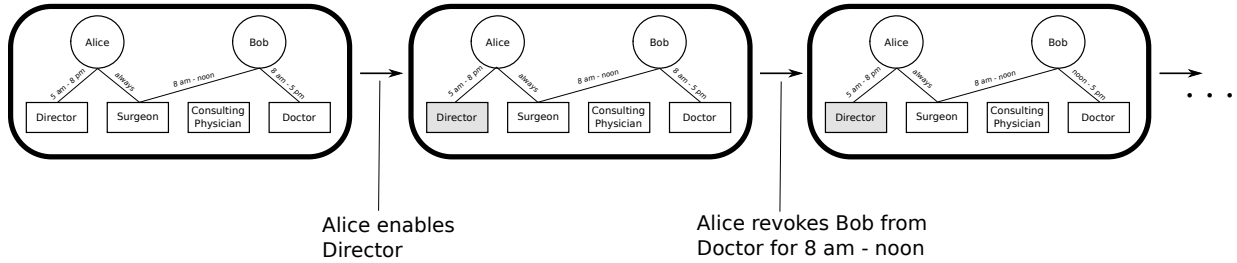 Alice
Bob
5 am - 8 pm
always
8 am - noon
8 am - 5 pm
Director
Surgeon
Consulting
Physician
Doctor
Alice
Bob
5 am - 8 pm
always
8 am - noon
8 am - 5 pm
Director
Surgeon
Consulting
Physician
Doctor
Alice
Bob
5 am - 8 pm
always
8 am - noon
noon - 5 pm
Director
Surgeon
Consulting
Physician
Doctor
. . .
Alice enables
Director
Alice revokes Bob from
Doctor for 8 am - noon